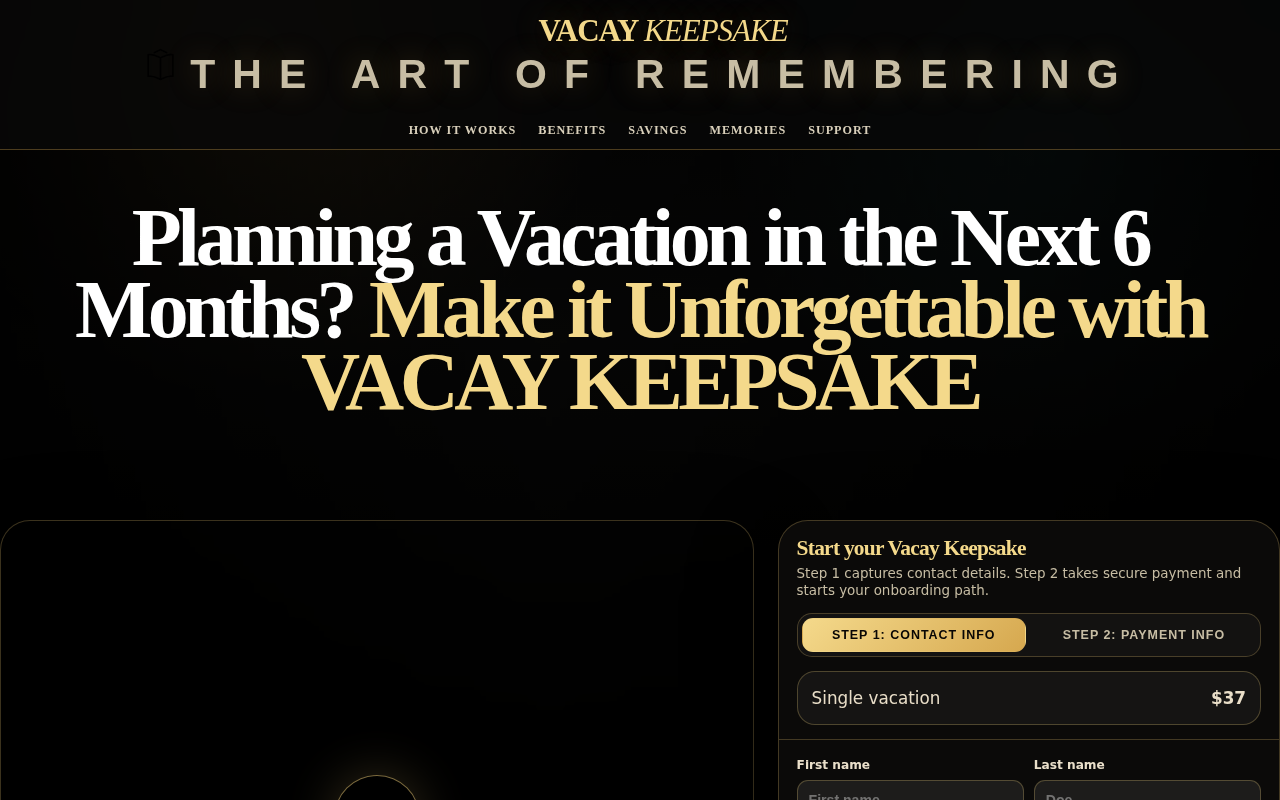 VACAY KEEPSAKE
THE ART OF REMEMBERING
HOW IT WORKS BENEFITS SAVINGS MEMORIES SUPPORT
Planning a Vacation in the Next 6
Months? Make it Unforgettable with
VACAY KEEPSAKE
Start your Vacay Keepsake
Step 1 captures contact details. Step 2 takes secure payment and
starts your onboarding path.
STEP 1: CONTACT INFO STEP 2: PAYMENT INFO
Single vacation $37
First name Last name
First name Doe